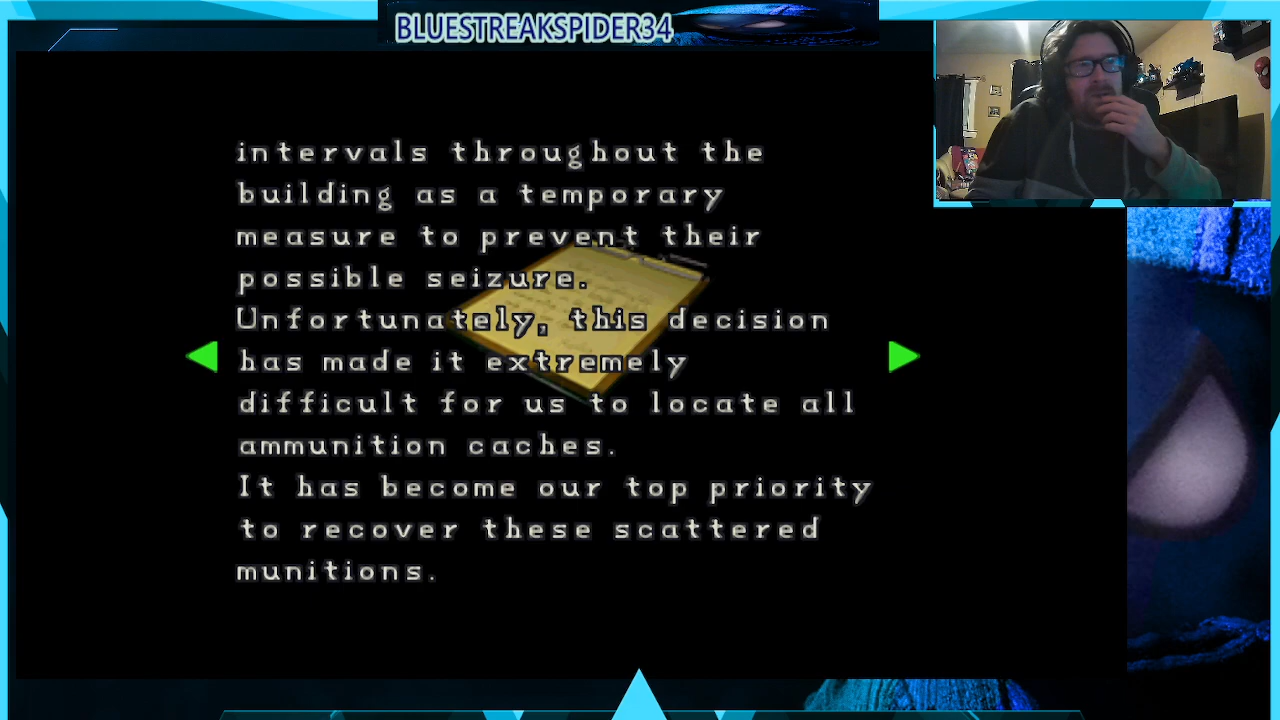 BLUESTREAKSPIDER34
intervals throughout the
building as a temporary
measure to prevent their
possible seizure.
Unfortunately, this decision
has made it extremely
difficult for us to locate all
ammunition caches.
It has become our top priority
to recover these scattered
munitions.